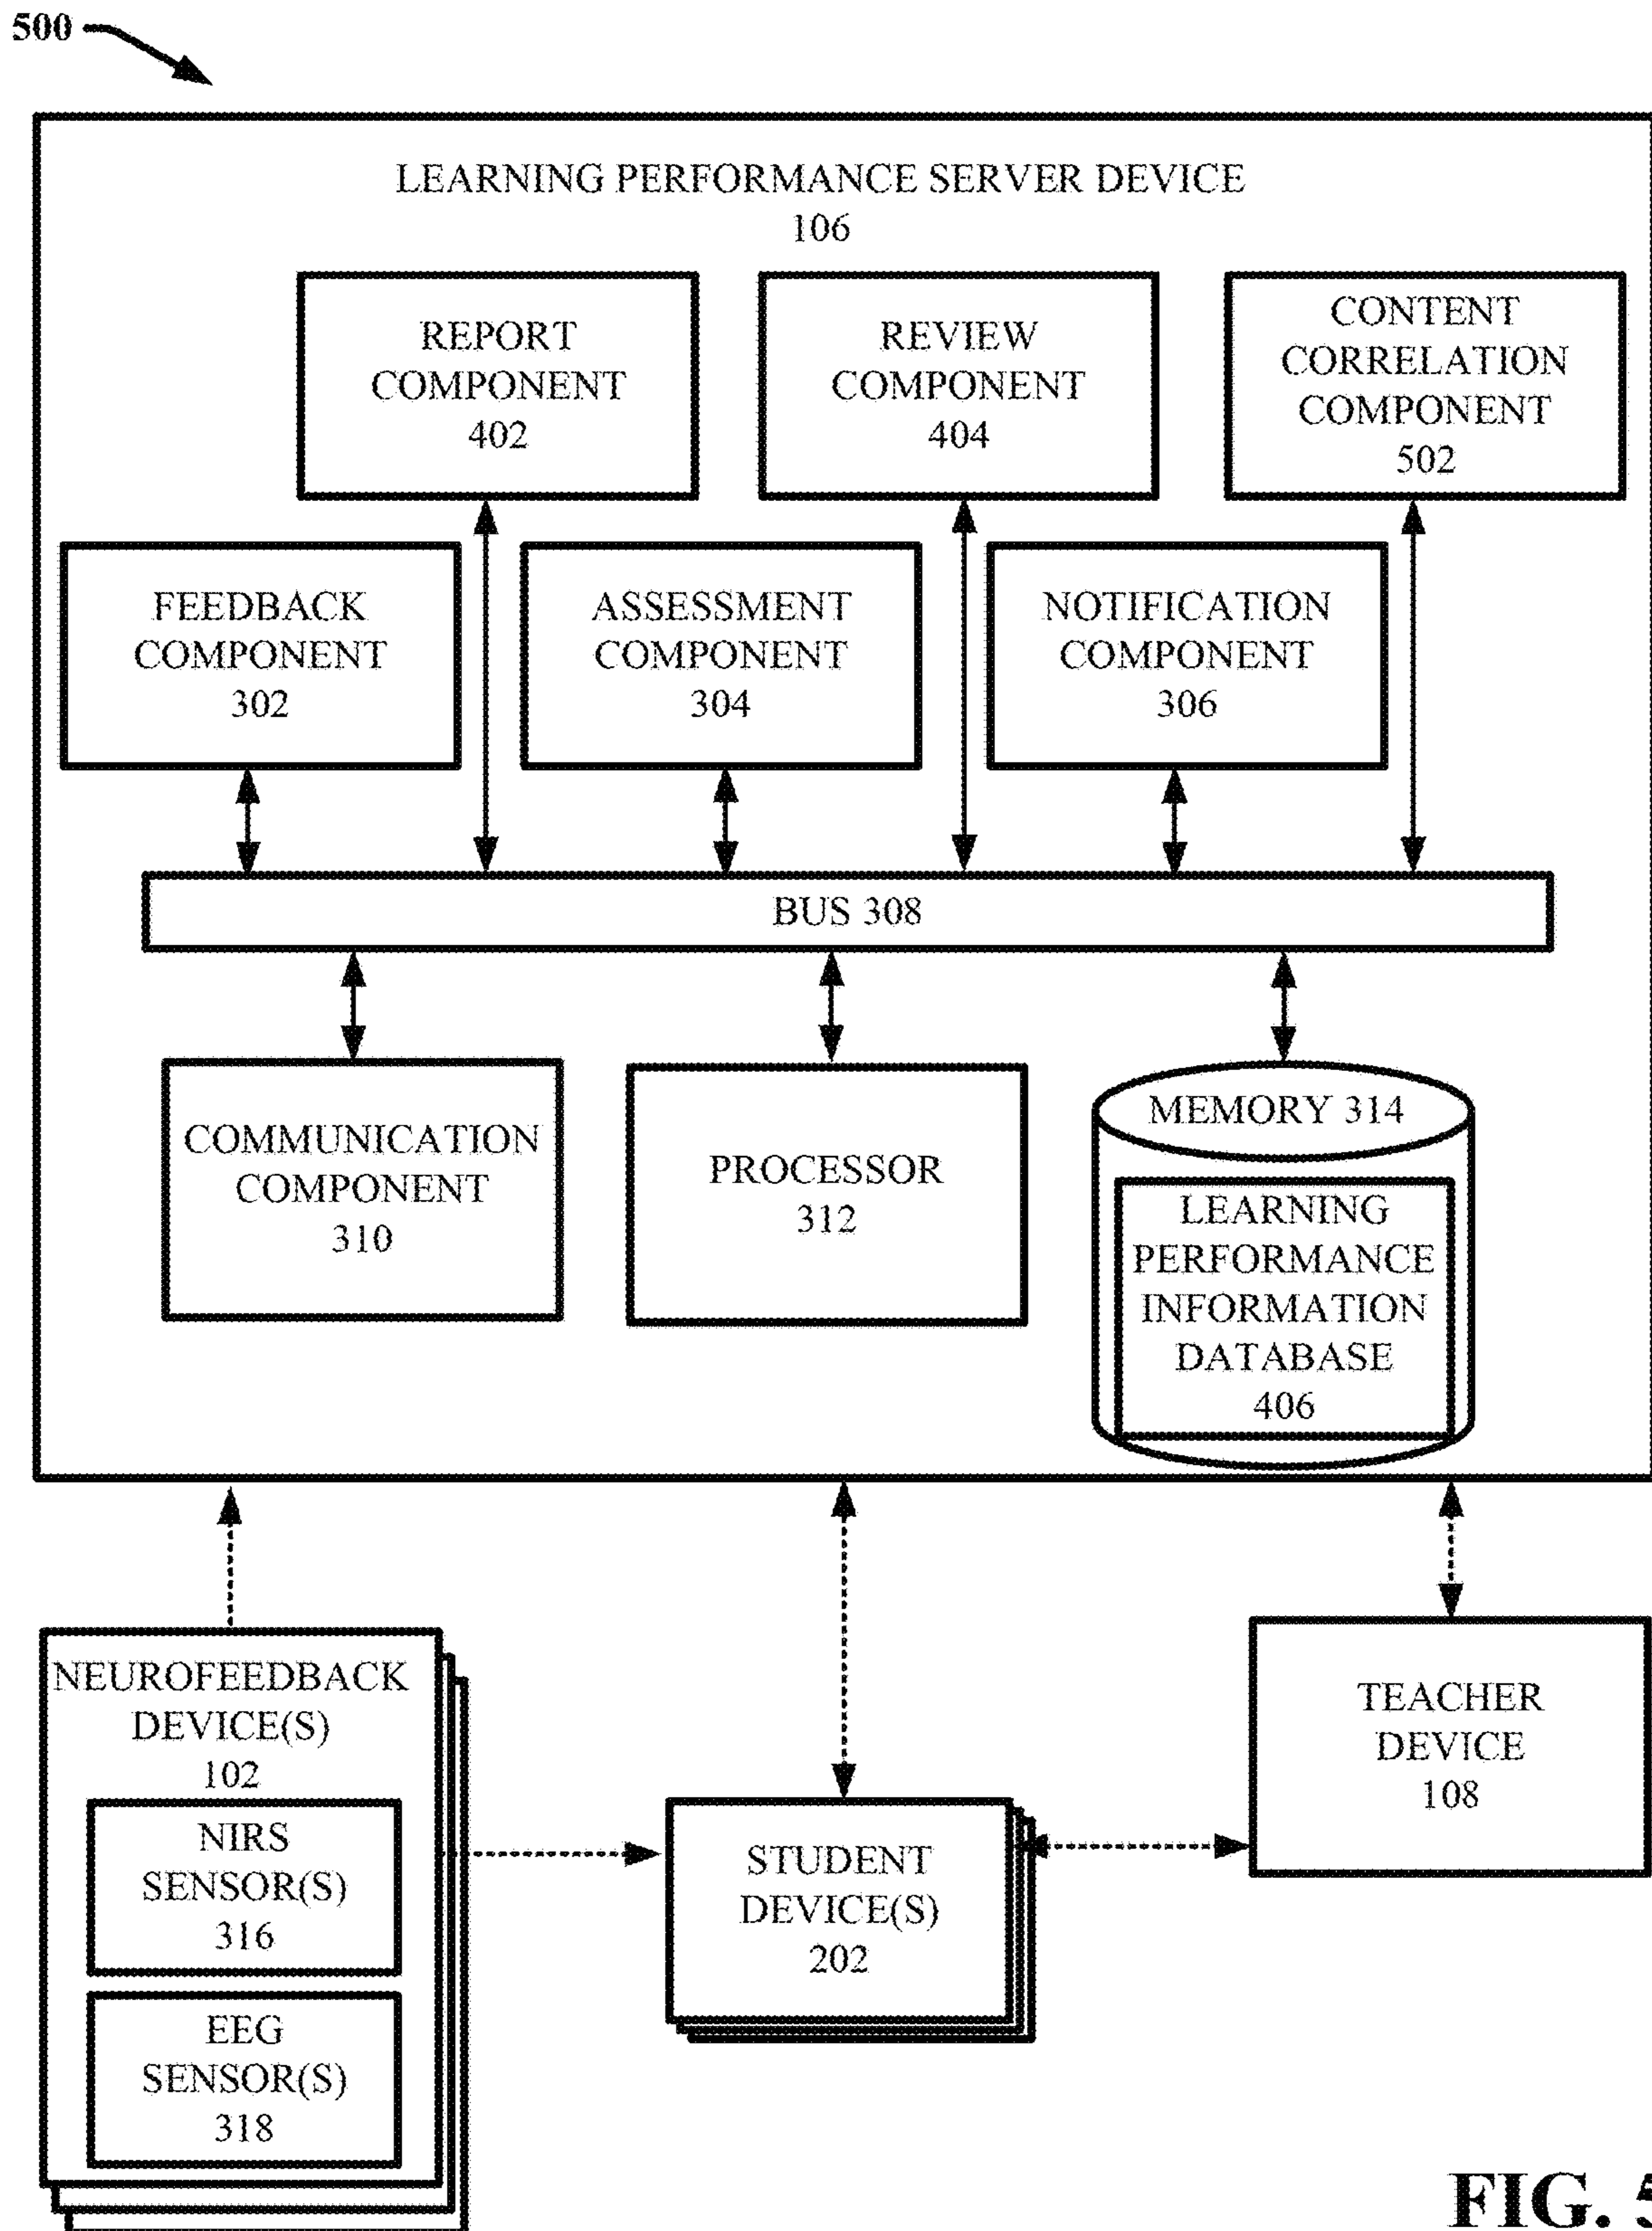 500
LEARNING PERFORMANCE SERVER DEVICE
106
REPORT
COMPONENT
402
REVIEW
COMPONENT
404
CONTENT
CORRELATION
COMPONENT
502
FEEDBACK
COMPONENT
302
ASSESSMENT
COMPONENT
304
NOTIFICATION
COMPONENT
306
BUS 308
COMMUNICATION
COMPONENT
310
PROCESSOR
312
MEMORY 314
LEARNING
PERFORMANCE
INFORMATION
DATABASE
406
NEUROFEEDBACK
DEVICE(S)
102
NIRS
SENSOR(S)
316
EEG
SENSOR(S)
318
STUDENT
DEVICE(S)
202
TEACHER
DEVICE
108
FIG. 5